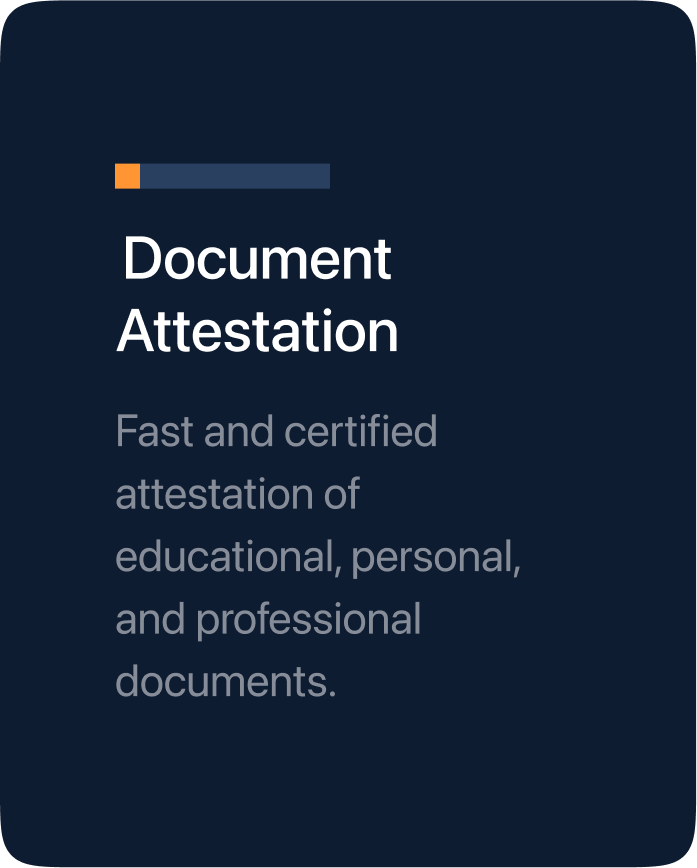 Document
Attestation
Fast and certified
attestation of
educational, personal,
and professional
documents.